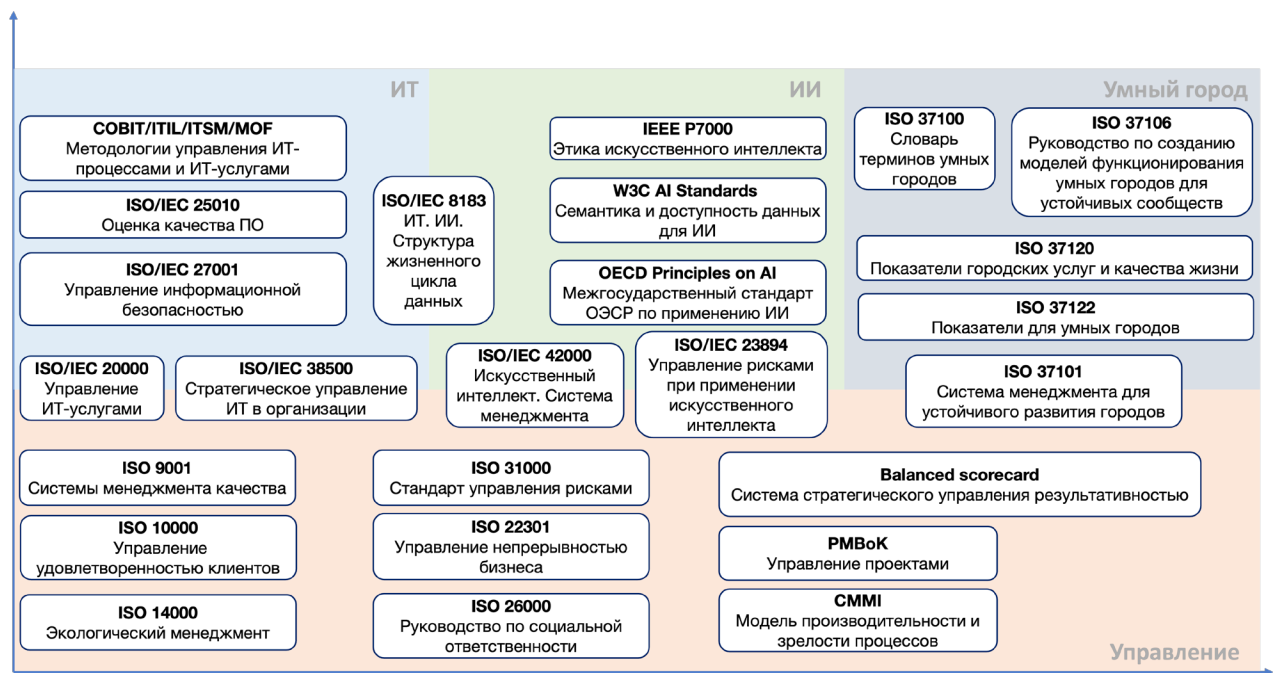 ИТ
COBIT/ITIL/ITSM/MOF
Методологии управления ИТ-
процессами и ИТ-услугами
ISO/IEC 25010
Оценка качества ПО
ISO/IEC 27001
Управление информационной
безопасностью
ISO/IEC 8183
ИТ. ИИ.
Структура
жизненного
цикла
данных
ISO/IEC 20000
Управление
ИТ-услугами
ISO/IEC 38500
Стратегическое управление
ИТ в организации
ИИ
IEEE P7000
Этика искусственного интеллекта
W3C AI Standards
Семантика и доступность данных
для ИИ
OECD Principles on AI
Межгосударственный стандарт
ОЭСР по применению ИИ
ISO/IEC 42000
Искусственный
интеллект. Система
менеджмента
ISO/IEC 23894
Управление рисками
при применении
искусственного
интеллекта
Умный город
ISO 37100
Словарь
терминов умных
городов
ISO 37106
Руководство по созданию
моделей функционирования
умных городов для
устойчивых сообществ
ISO 37120
Показатели городских услуг и качества жизни
ISO 37122
Показатели для умных городов
ISO 37101
Система менеджмента для
устойчивого развития городов
ISO 9001
Системы менеджмента качества
ISO 10000
Управление
удовлетворенностью клиентов
ISO 14000
Экологический менеджмент
ISO 31000
Стандарт управления рисками
ISO 22301
Управление непрерывностью
бизнеса
ISO 26000
Руководство по социальной
ответственности
Balanced scorecard
Система стратегического управления результативностью
PMBoK
Управление проектами
CMMI
Модель производительности и
зрелости процессов
Управление